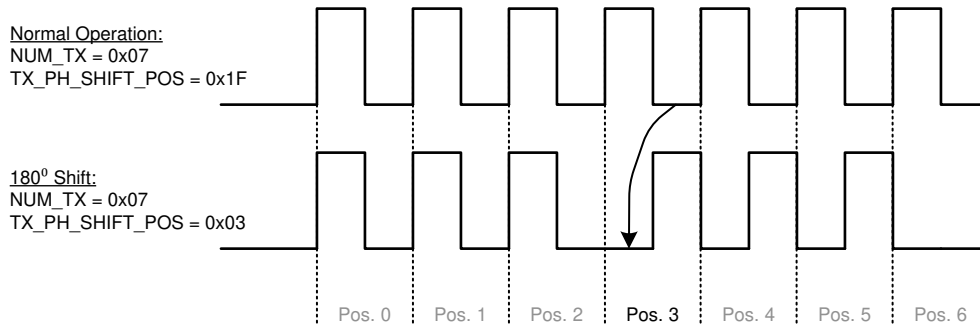 Normal Operation:
NUM_TX = 0x07
TX_PH_SHIFT_POS = 0x1F
180⁰ Shift:
NUM_TX = 0x07
TX_PH_SHIFT_POS = 0x03
Pos. 0 Pos. 1 Pos. 2 Pos. 3 Pos. 4 Pos. 5 Pos. 6